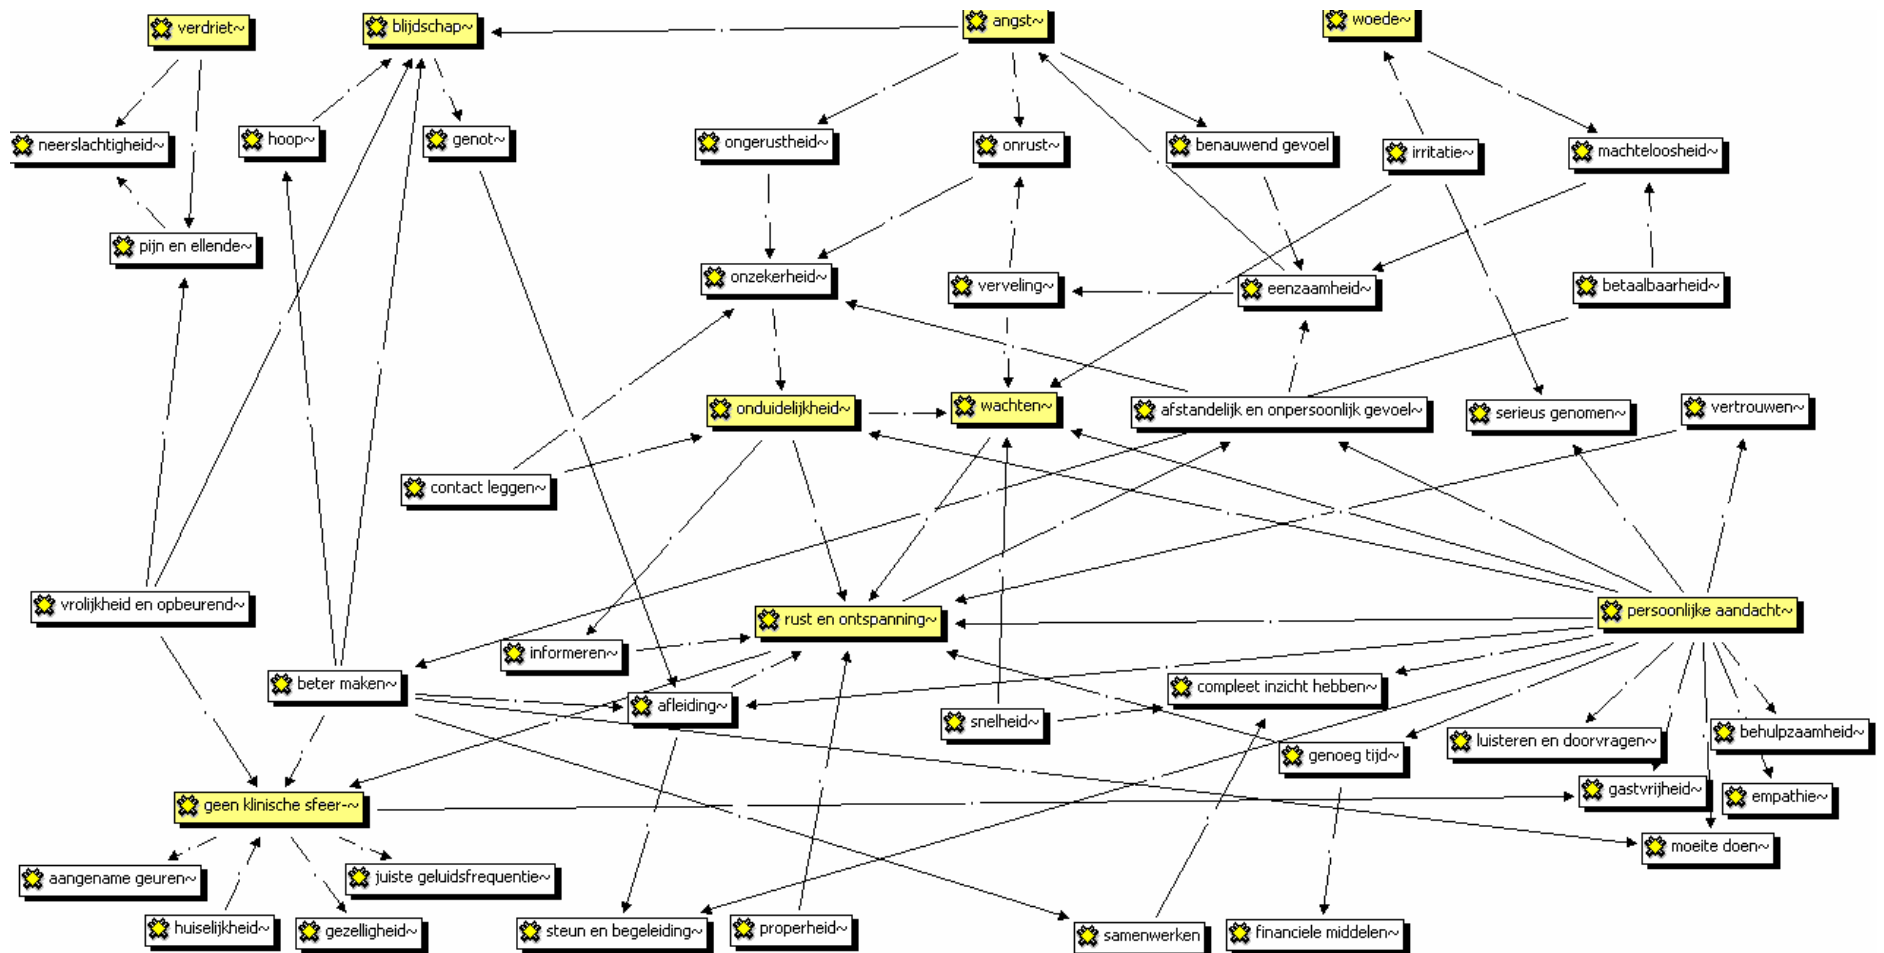 verdriet~
blijdschap~
angst~
woede~
neerslachtigheid~
hoop~
genot~
ongerustheid~
onrust~
benauwend gevoel
irritatie~
machteloosheid~
pijn en ellende~
onzekerheid~
verveling~
eenzaamheid~
betaalbaarheid~
onduidelijkheid~
wachten~
afstandelijk en onpersoonlijk gevoel~
serieus genomen~
vertrouwen~
contact leggen~
vrolijkheid en opbeurend~
rust en ontspanning~
persoonlijke aandacht~
informeren~
beter maken~
afleiding~
compleet inzicht hebben~
snelheid~
luisteren en doorvragen~
behulpzaamheid~
genoeg tijd~
geen klinische sfeer-~
gastvrijheid~
empathie~
moeite doen~
aangename geuren~
juiste geluidsfrequentie~
huiselijkheid~
gezelligheid~
steun en begeleiding~
properheid~
samenwerken
financiele middelen~